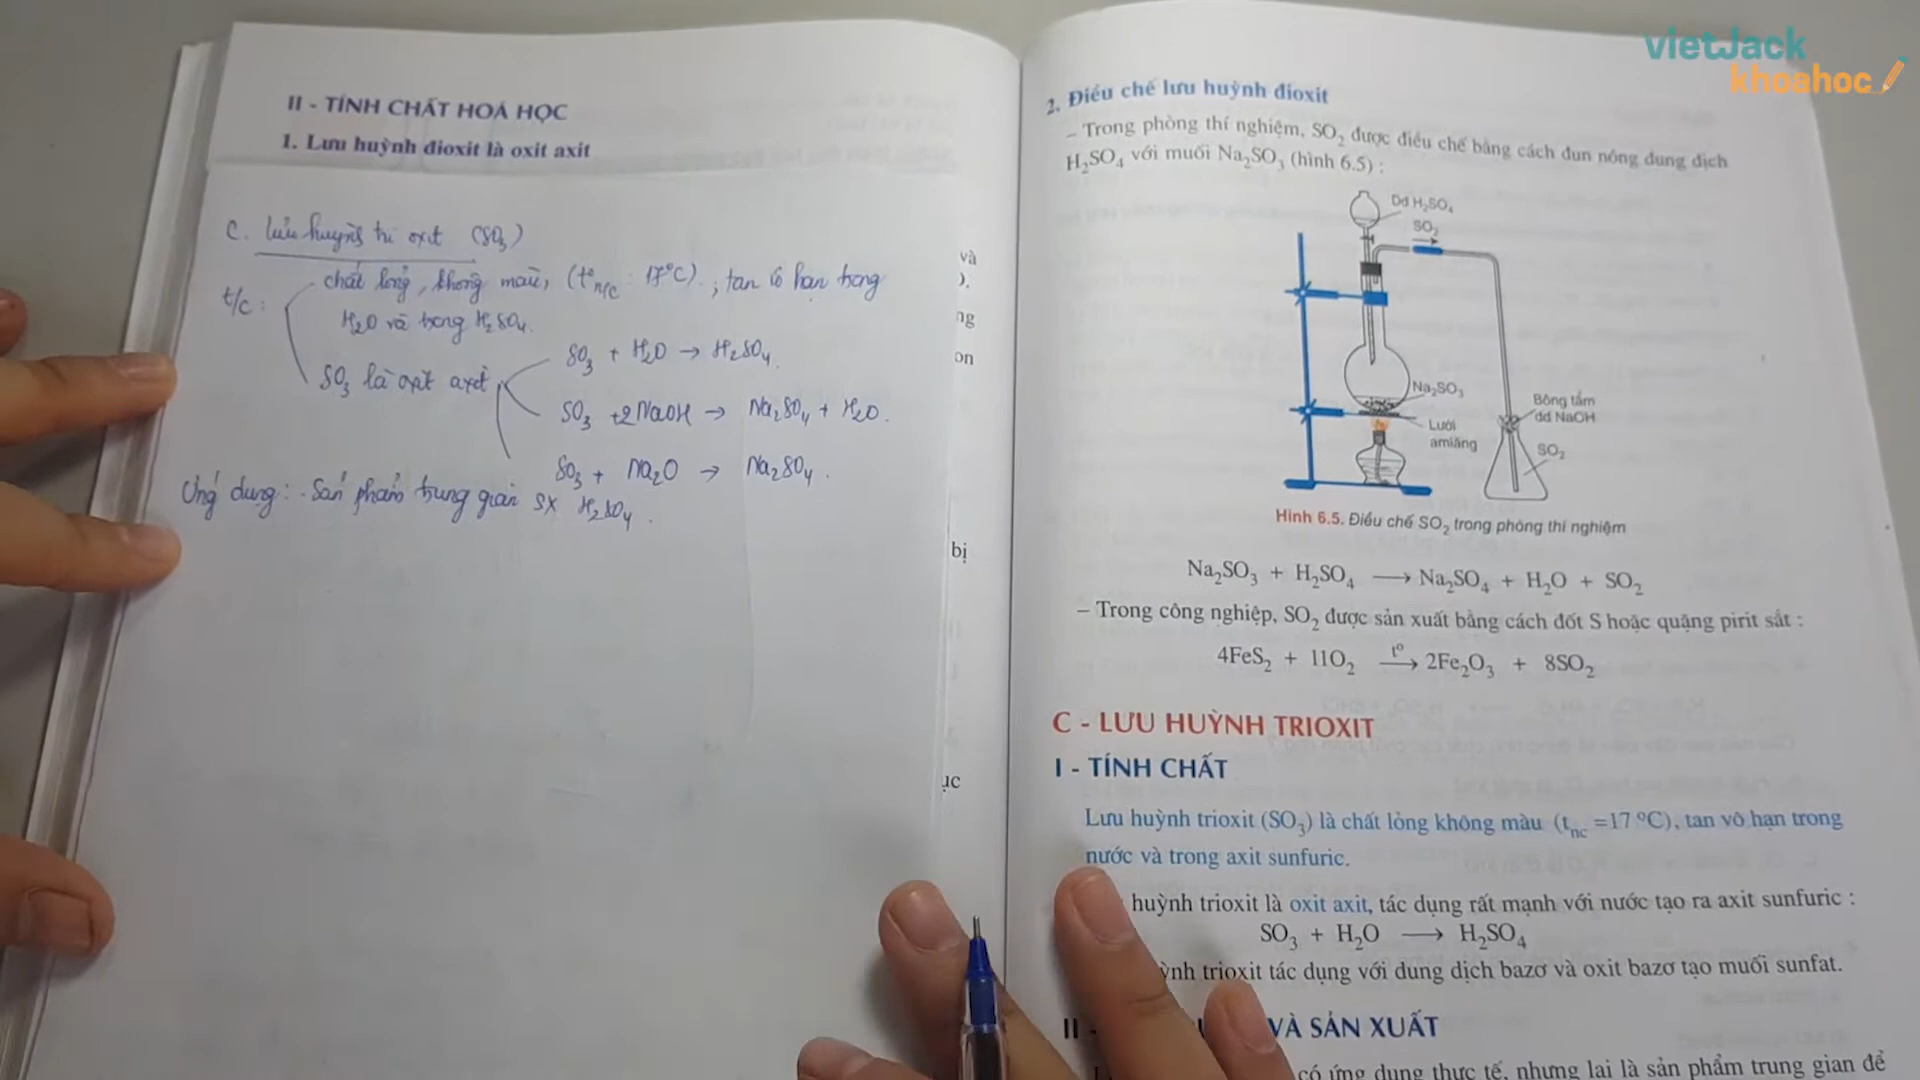 vietJack
khoahoc
II - TÍNH CHẤT HOÁ HỌC
1. Lưu huỳnh đioxit là oxit axit
C. Lưu huỳnh tri oxit (SO3)
t/c : chất lỏng, không màu, (t°n/c : 17°C) , tan vô hạn trong
H2O và trong H2SO4.
SO3 là oxit axit
SO3 + H2O → H2SO4.
SO3 + 2NaOH → Na2SO4 + H2O.
SO3 + Na2O → Na2SO4.
Ứng dụng : Sản phẩm trung gian sx H2SO4.
và
).
ng
on
bị
ục
2. Điều chế lưu huỳnh đioxit
– Trong phòng thí nghiệm, SO2 được điều chế bằng cách đun nóng dung dịch
H2SO4 với muối Na2SO3 (hình 6.5) :
Dd H2SO4
SO2
Na2SO3
Lưới
amiăng
Bông tẩm
dd NaOH
SO2
Hình 6.5. Điều chế SO2 trong phòng thí nghiệm
Na2SO3 + H2SO4 ⟶ Na2SO4 + H2O + SO2
– Trong công nghiệp, SO2 được sản xuất bằng cách đốt S hoặc quặng pirit sắt :
4FeS2 + 11O2 t°⟶ 2Fe2O3 + 8SO2
C - LƯU HUỲNH TRIOXIT
I - TÍNH CHẤT
Lưu huỳnh trioxit (SO3) là chất lỏng không màu (tnc =17 °C), tan vô hạn trong
nước và trong axit sunfuric.
huỳnh trioxit là oxit axit, tác dụng rất mạnh với nước tạo ra axit sunfuric :
SO3 + H2O ⟶ H2SO4
ỳnh trioxit tác dụng với dung dịch bazơ và oxit bazơ tạo muối sunfat.
II - VÀ SẢN XUẤT
có ứng dụng thực tế, nhưng lại là sản phẩm trung gian để